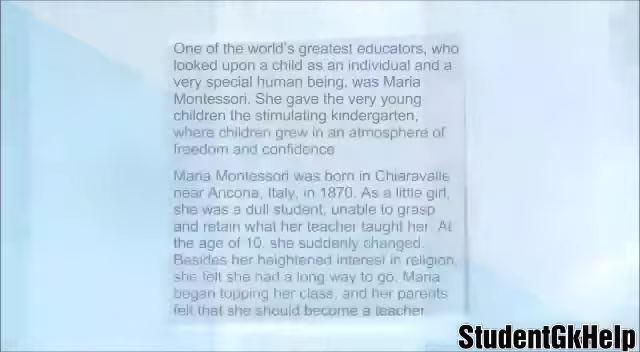 One of the world's greatest educators, who
looked upon a child as an individual and a
very special human being, was Maria
Montessori. She gave the very young
children the stimulating kindergarten,
where children grew in an atmosphere of
freedom and confidence
Maria Montessori was born in Chiaravalle
near Ancona, Italy, in 1870. As a little girl,
she was a dull student, unable to grasp
and retain what her teacher taught her. At
the age of 10, she suddenly changed.
Besides her heightened interest in religion,
she felt she had a long way to go. Maria
began topping her class, and her parents
felt that she should become a teacher
StudentGkHelp